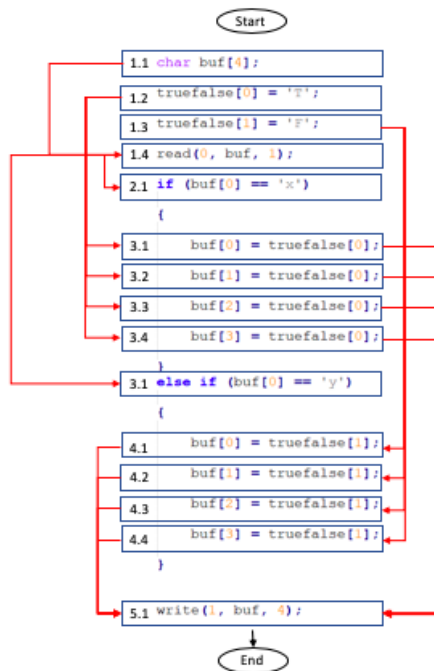 Start
1.1 char buf[4];
1.2 truefalse[0] = 'T';
1.3 truefalse[1] = 'F';
1.4 read(0, buf, 1);
2.1 if (buf[0] == 'x')
{
3.1 buf[0] = truefalse[0];
3.2 buf[1] = truefalse[0];
3.3 buf[2] = truefalse[0];
3.4 buf[3] = truefalse[0];
}
3.1 else if (buf[0] == 'y')
{
4.1 buf[0] = truefalse[1];
4.2 buf[1] = truefalse[1];
4.3 buf[2] = truefalse[1];
4.4 buf[3] = truefalse[1];
}
5.1 write(1, buf, 4);
End